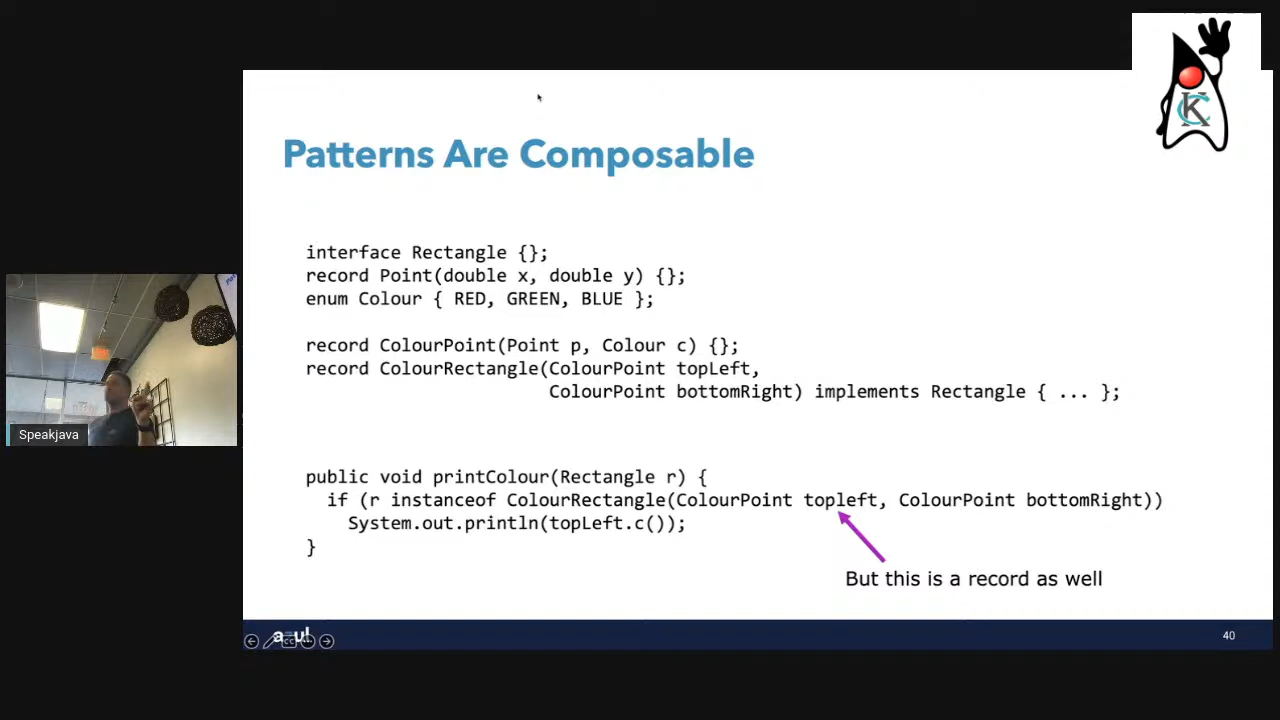 Patterns Are Composable
interface Rectangle {};
record Point(double x, double y) {};
enum Colour { RED, GREEN, BLUE };
record ColourPoint(Point p, Colour c) {};
record ColourRectangle(ColourPoint topLeft,
ColourPoint bottomRight) implements Rectangle { ... };
public void printColour(Rectangle r) {
if (r instanceof ColourRectangle(ColourPoint topleft, ColourPoint bottomRight))
System.out.println(topLeft.c());
}
But this is a record as well
Speakjava
azul
40
KC